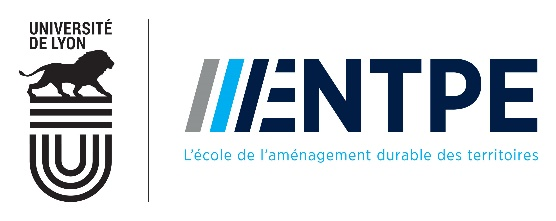 UNIVERSITÉ
DE LYON
ENTPE
L'école de l'aménagement durable des territoires